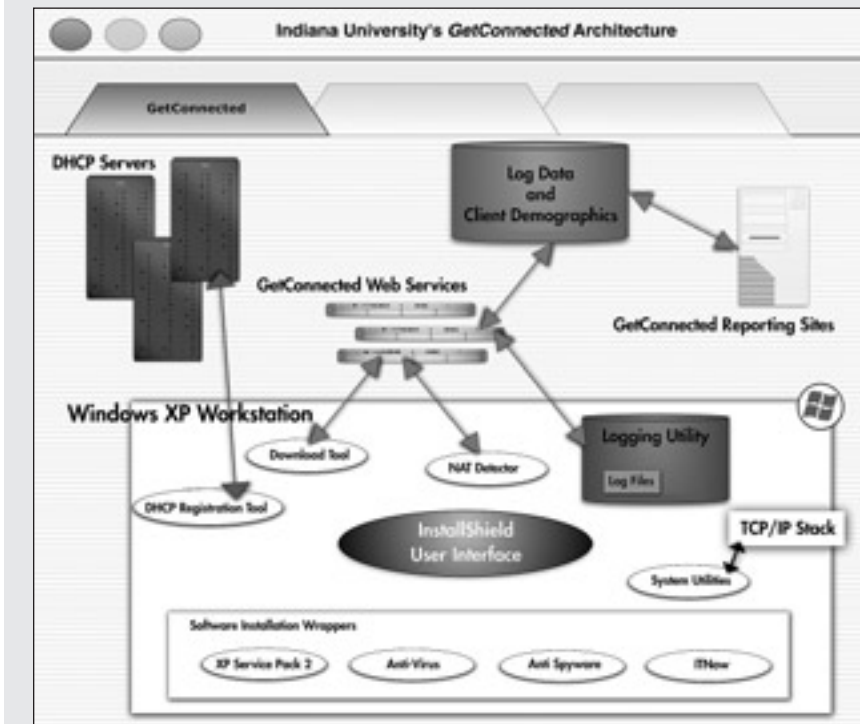 Indiana University's GetConnected Architecture
GetConnected
DHCP Servers
Log Data
and
Client Demographics
GetConnected Web Services
GetConnected Reporting Sites
Windows XP Workstation
Download Tool
NAT Detector
Logging Utility
Log Files
DHCP Registration Tool
InstallShield
User Interface
TCP/IP Stack
System Utilities
Software Installation Wrappers
XP Service Pack 2
Anti-Virus
Anti Spyware
ITNow